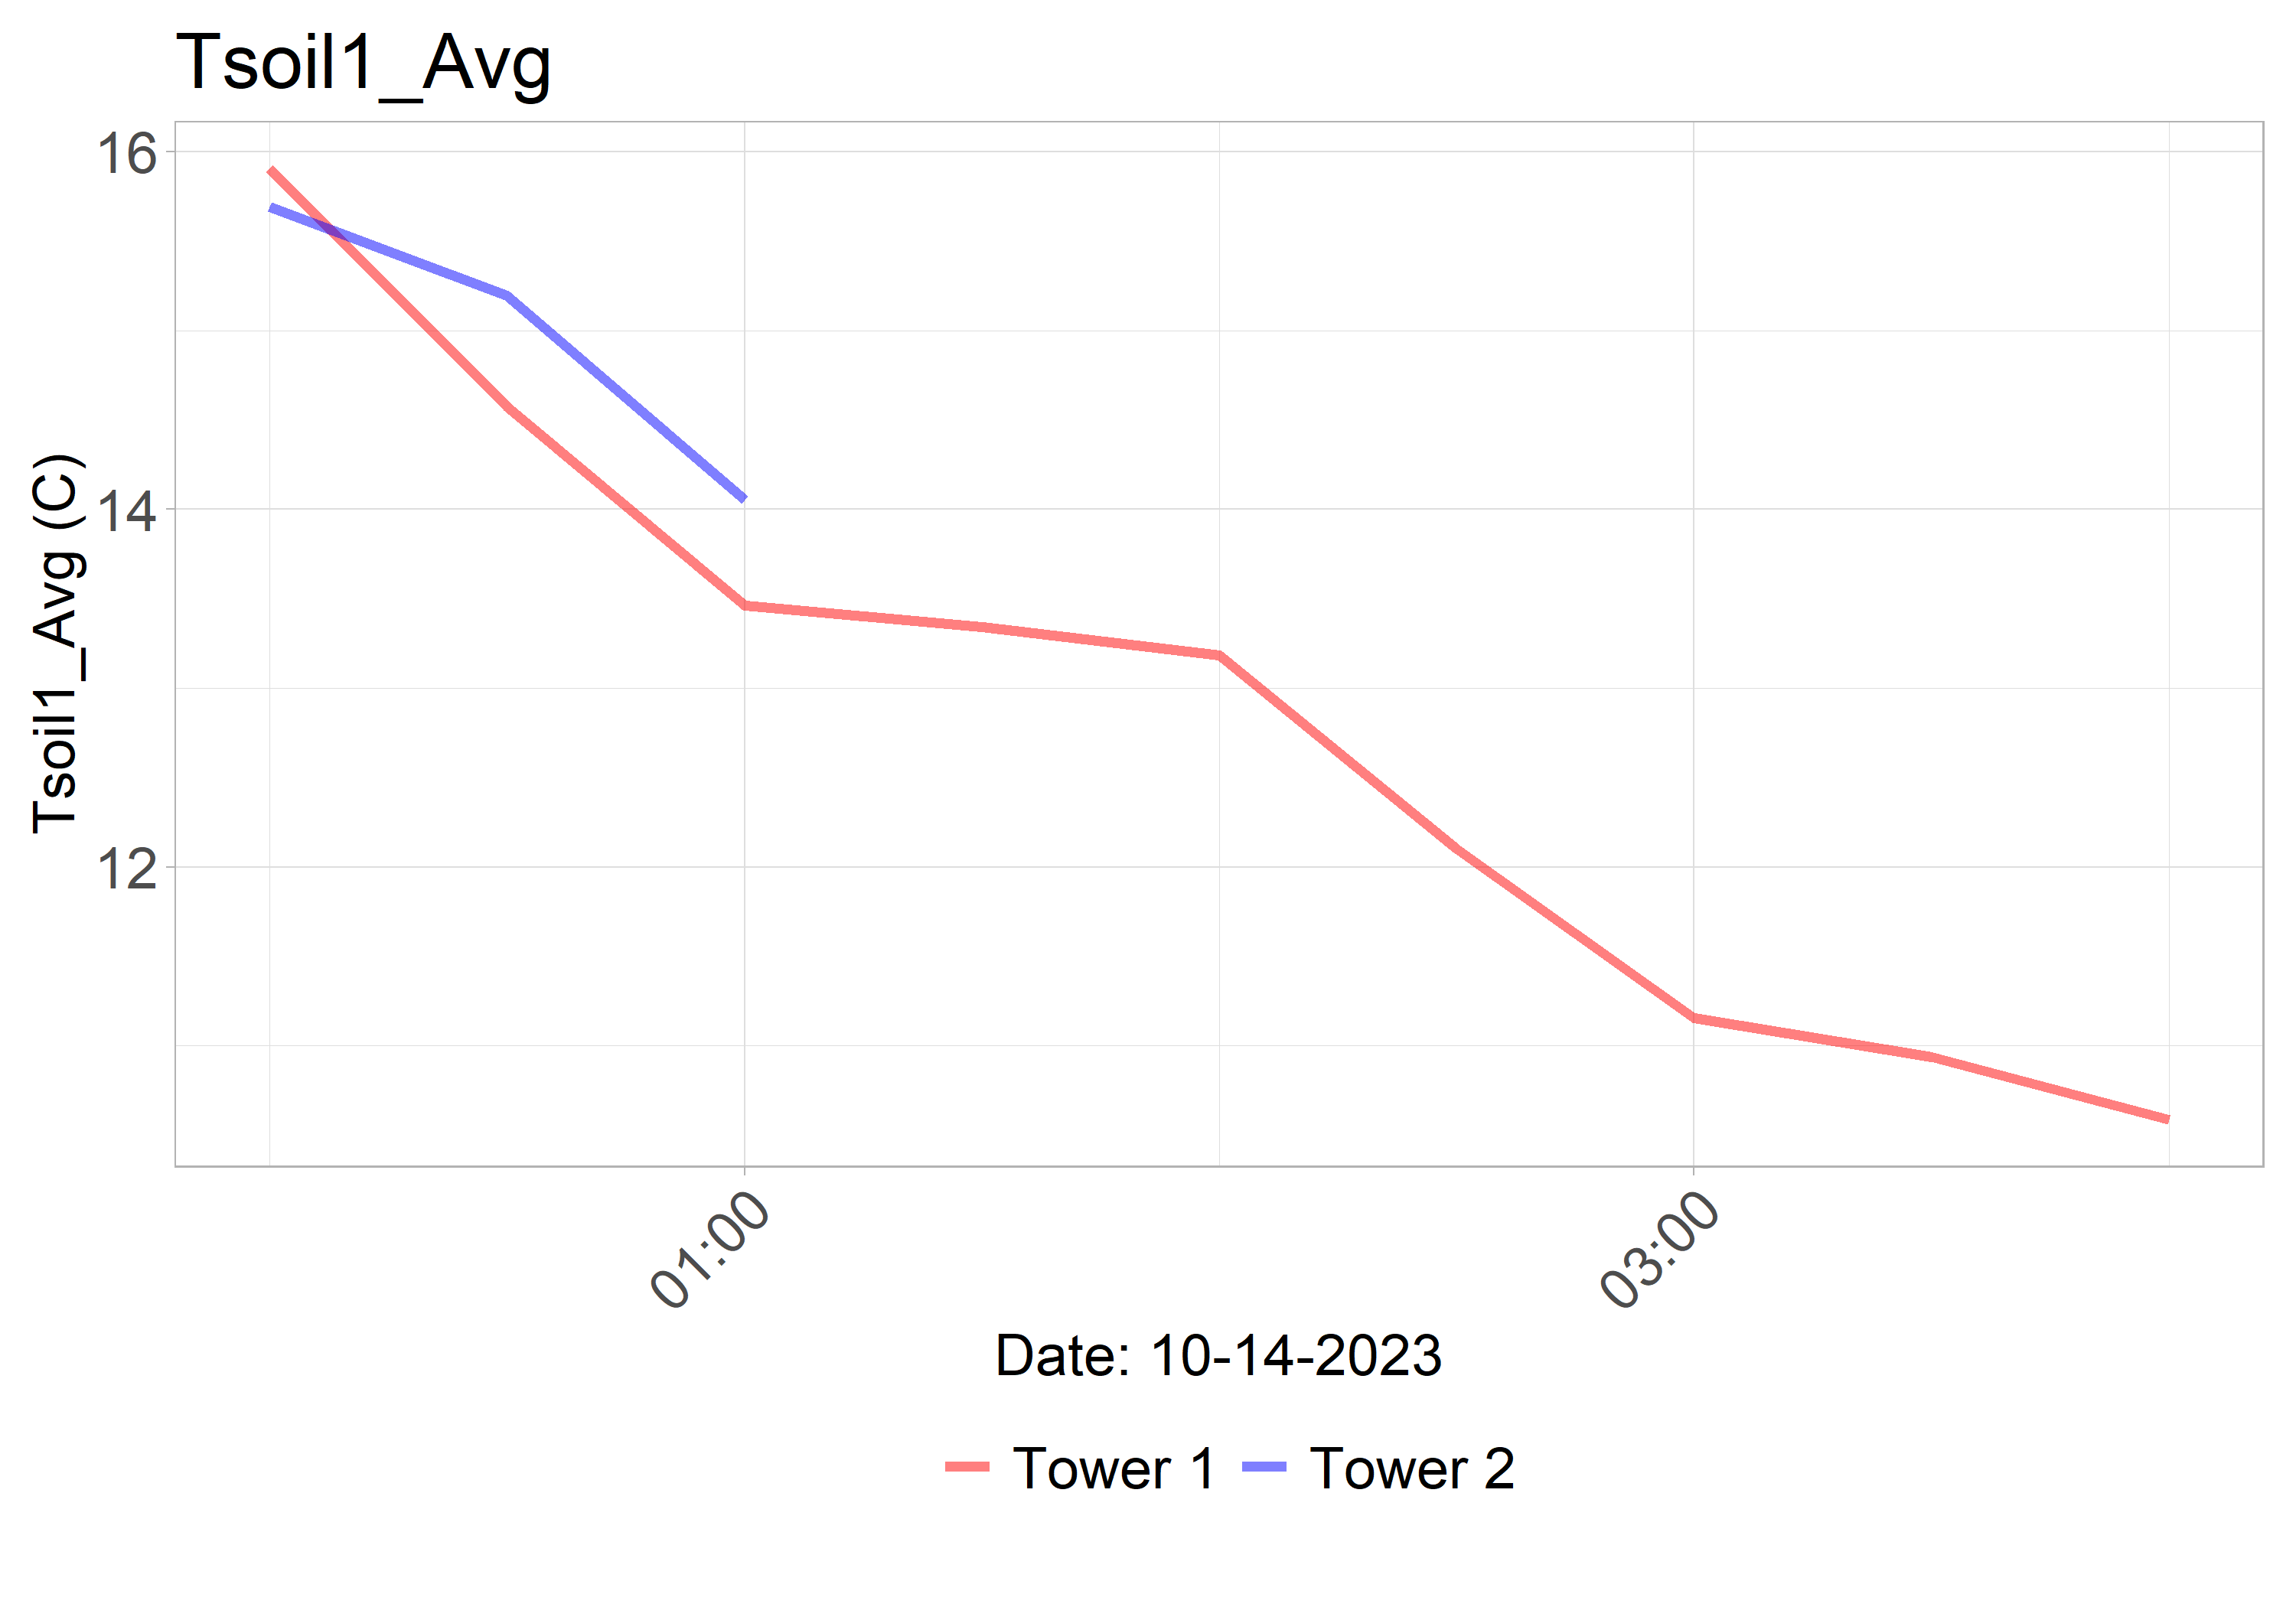 Tsoil1_Avg
Tsoil1_Avg (C)
16
14
12
01:00 03:00
Date: 10-14-2023
Tower 1 Tower 2